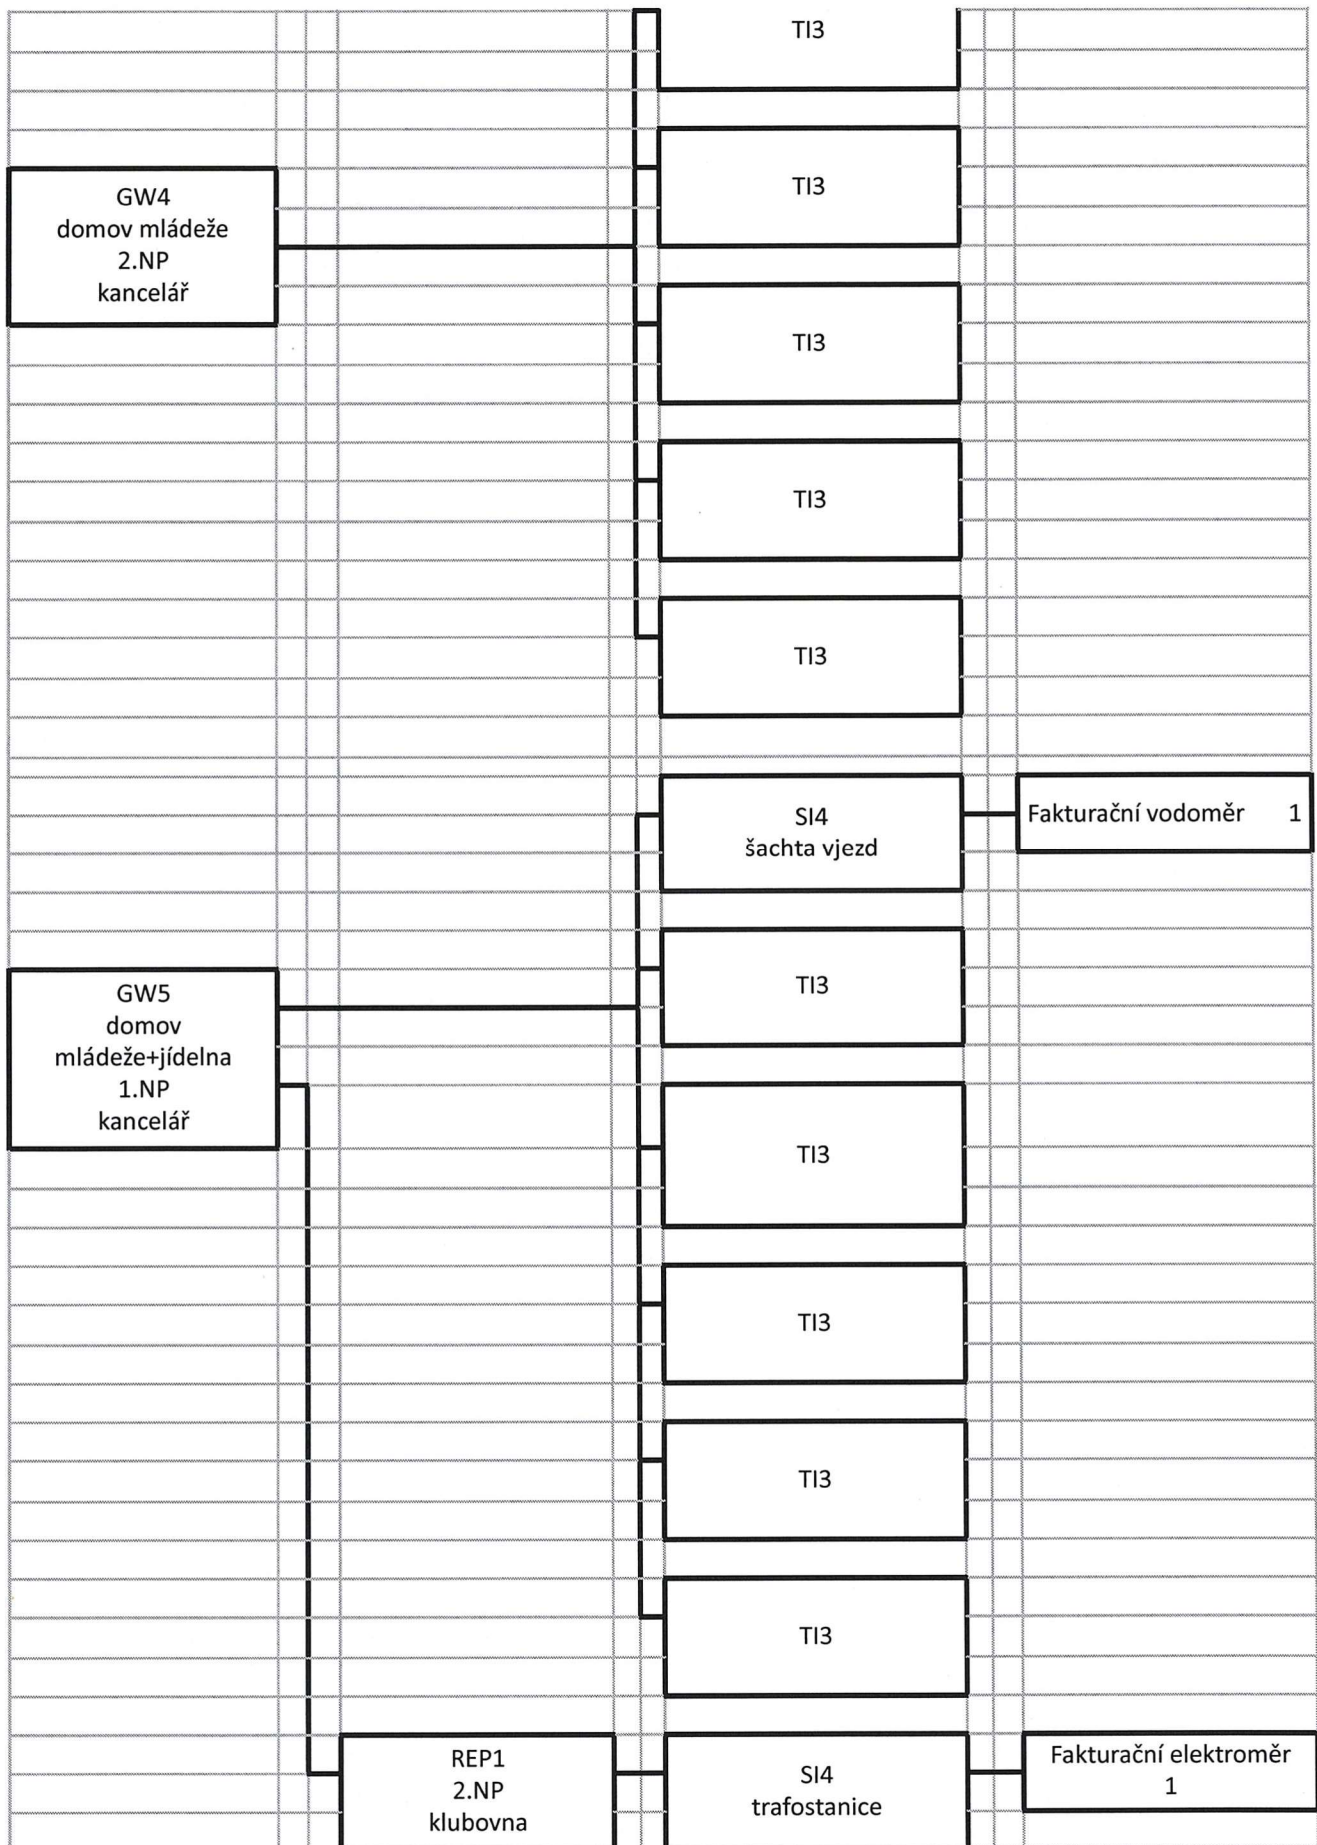 TI3
TI3
GW4
domov mládeže
2.NP
kancelář
TI3
TI3
TI3
SI4
šachta vjezd
Fakturační vodoměr 1
TI3
GW5
domov
mládeže+jídelna
1.NP
kancelář
TI3
TI3
TI3
TI3
REP1
2.NP
klubovna
SI4
trafostanice
Fakturační elektroměr
1